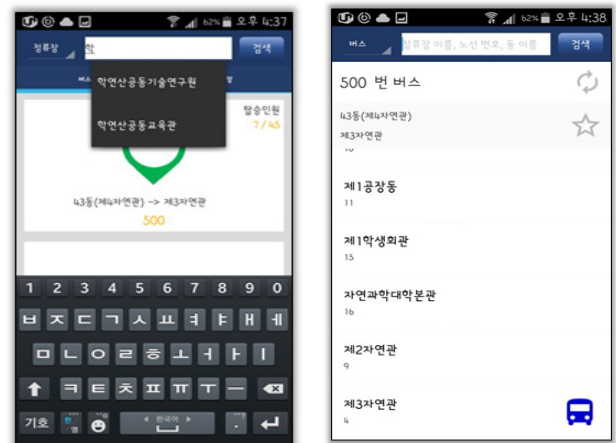 62% 오후 4:37
정류장 학 검색
학연산공동기술연구원
학연산공동교육관
탑승인원
7 / 45
43동(제4자연관) -> 제3자연관
500
1 2 3 4 5 6 7 8 9 0
ㅂ ㅈ ㄷ ㄱ ㅅ ㅛ ㅕ ㅑ ㅐ ㅔ
ㅁ ㄴ ㅇ ㄹ ㅎ ㅗ ㅓ ㅏ ㅣ
ㅋ ㅌ ㅊ ㅍ ㅠ ㅜ ㅡ
기호 한영 한국어
62% 오후 4:38
버스 정류장 이름, 노선 번호, 동 이름 검색
500 번 버스
43동(제4자연관)
제3자연관
제1공장동
11
제1학생회관
15
자연과학대학본관
16
제2자연관
9
제3자연관
4